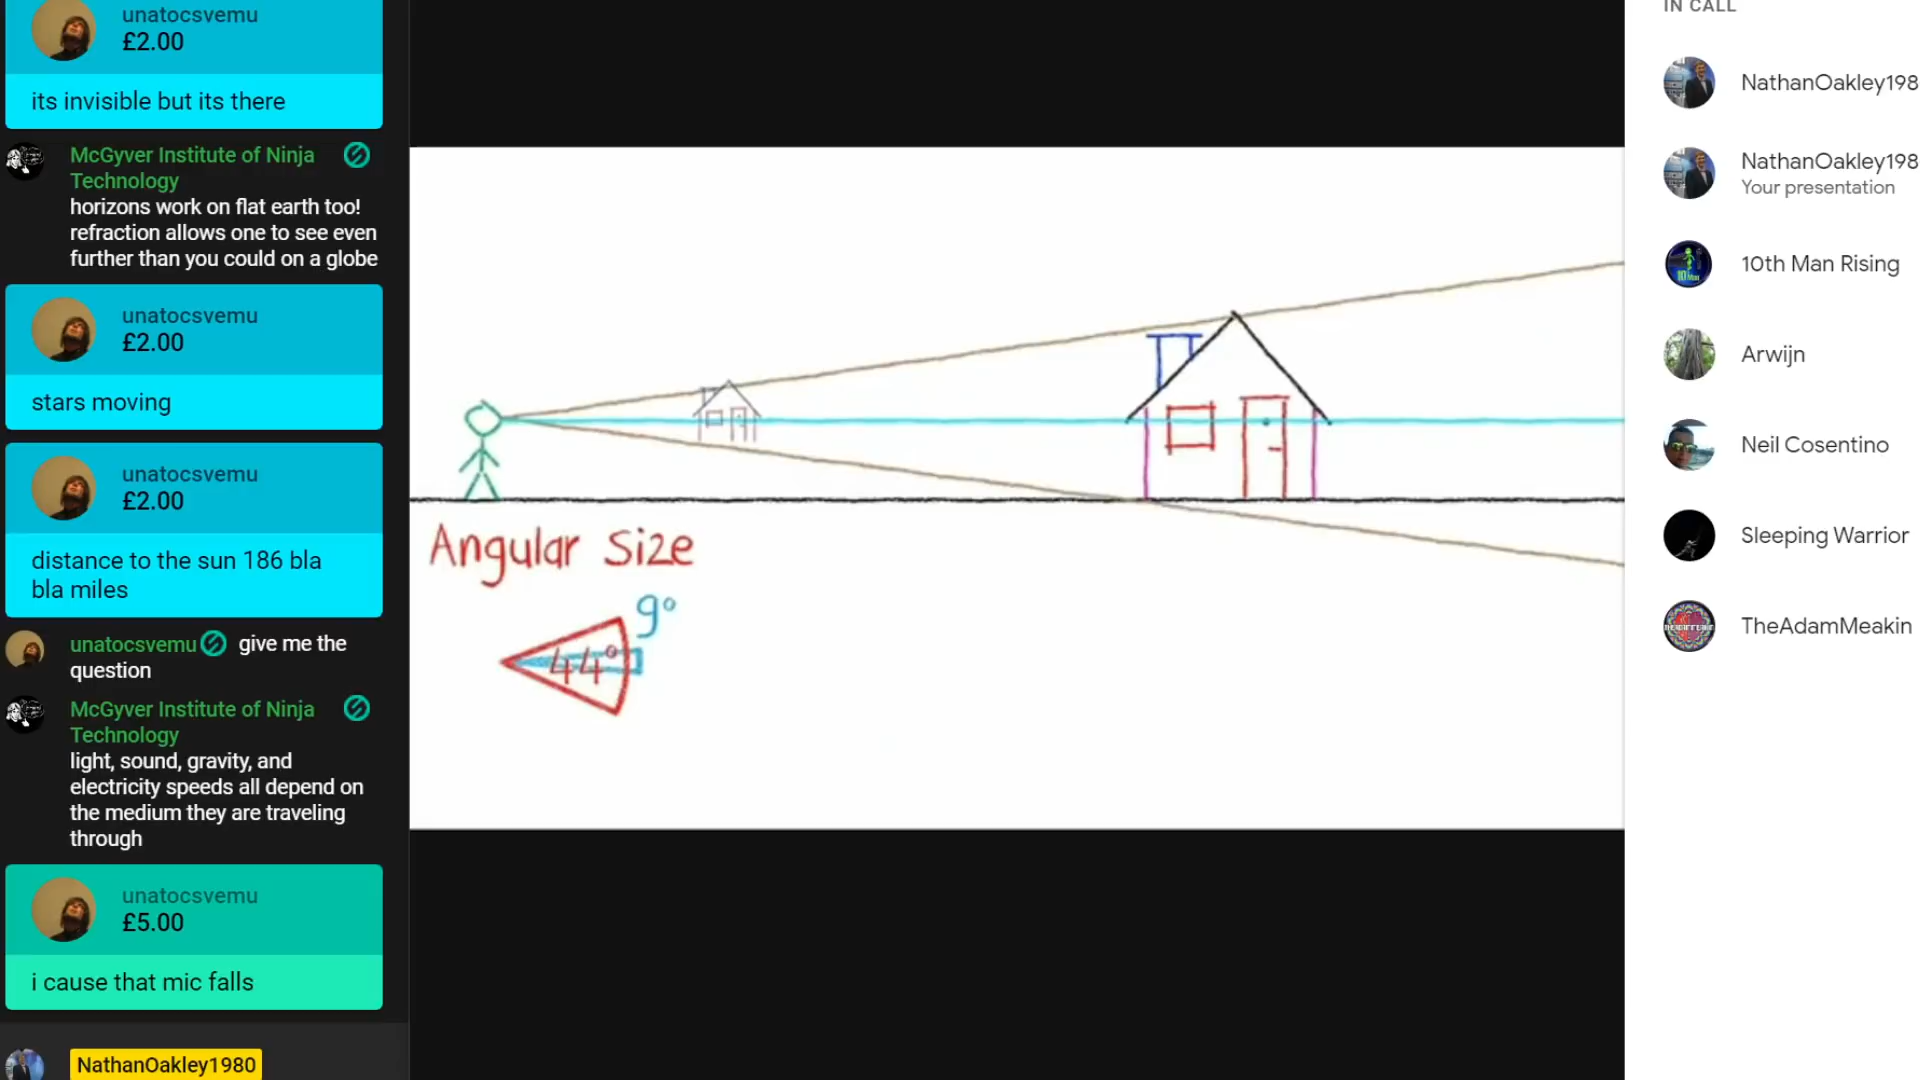 unatocsvemu
£2.00
its invisible but its there
McGyver Institute of Ninja
Technology
horizons work on flat earth too!
refraction allows one to see even
further than you could on a globe
unatocsvemu
£2.00
stars moving
unatocsvemu
£2.00
distance to the sun 186 bla
bla miles
unatocsvemu give me the
question
McGyver Institute of Ninja
Technology
light, sound, gravity, and
electricity speeds all depend on
the medium they are traveling
through
unatocsvemu
£5.00
i cause that mic falls
NathanOakley1980
Angular Size
9°
44°
IN CALL
NathanOakley198
NathanOakley198
Your presentation
10th Man Rising
Arwijn
Neil Cosentino
Sleeping Warrior
TheAdamMeakin